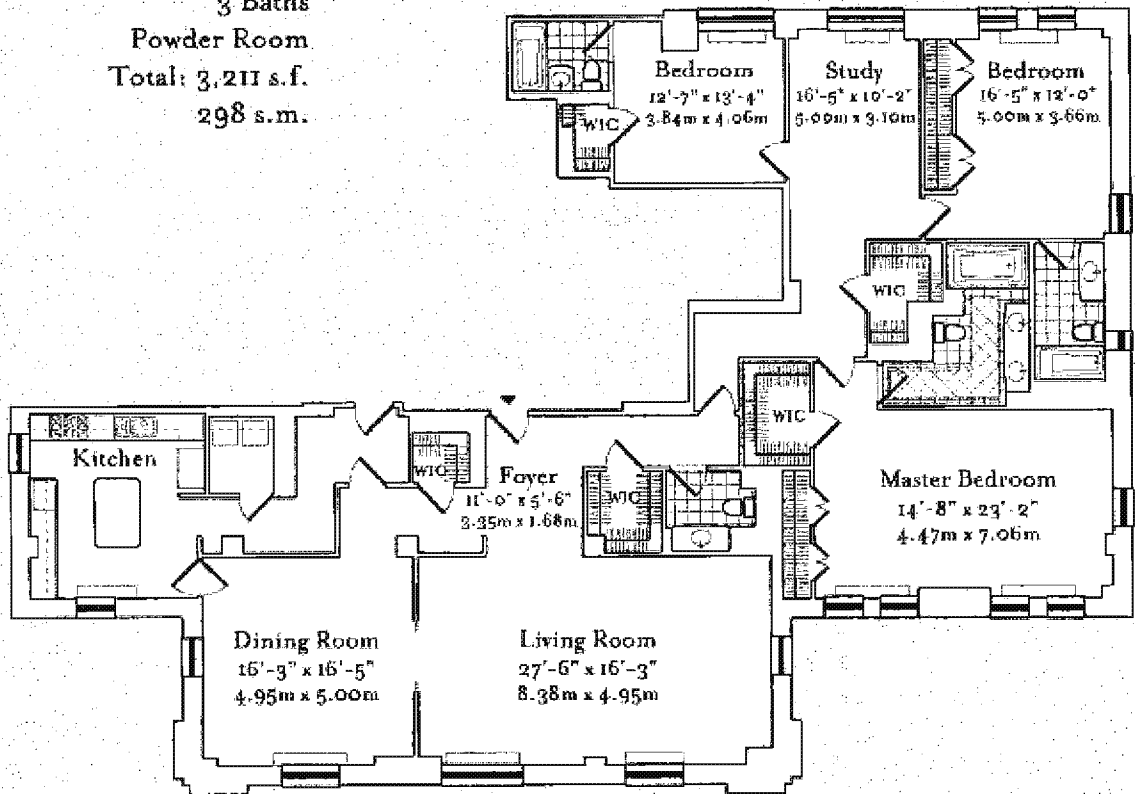 3 Baths
Powder Room
Total: 3,211 s.f.
298 s.m.
Bedroom
12'-7" x 13'-4"
3.84m x 4.06m
Study
16'-5" x 10'-2"
5.00m x 3.10m
Bedroom
16'-5" x 12'-0"
5.00m x 3.66m
WIC
WIC
WIC
Kitchen
WIC
Foyer
11'-0" x 5'-6"
3.35m x 1.68m
WIC
Master Bedroom
14'-8" x 23'-2"
4.47m x 7.06m
Dining Room
16'-3" x 16'-5"
4.95m x 5.00m
Living Room
27'-6" x 16'-3"
8.38m x 4.95m